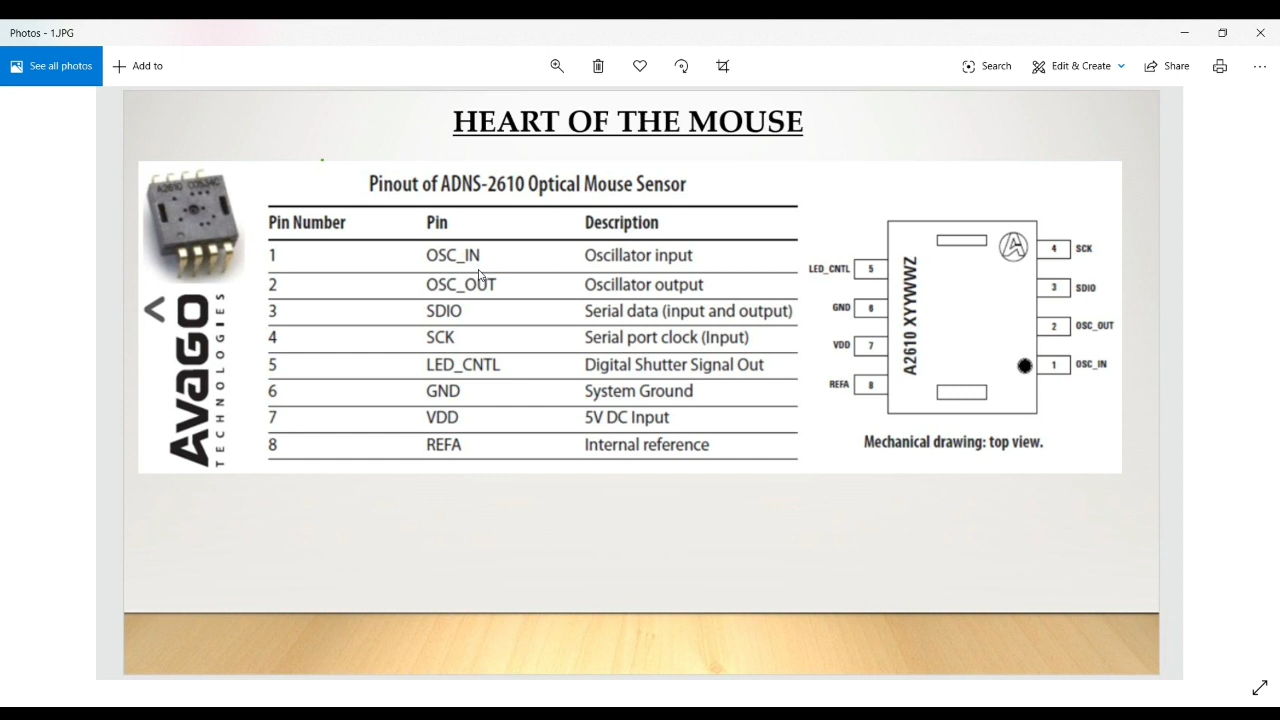 Photos - 1.JPG
See all photos
Add to
Search
Edit & Create
Share
HEART OF THE MOUSE
A2610
AVAGO
TECHNOLOGIES
Pinout of ADNS-2610 Optical Mouse Sensor
Pin Number Pin Description
1 OSC_IN Oscillator input
2 OSC_OUT Oscillator output
3 SDIO Serial data (input and output)
4 SCK Serial port clock (Input)
5 LED_CNTL Digital Shutter Signal Out
6 GND System Ground
7 VDD 5V DC Input
8 REFA Internal reference
A2610 XYYWWZ
LED_CNTL 5
GND 6
VDD 7
REFA 8
4 SCK
3 SDIO
2 OSC_OUT
1 OSC_IN
Mechanical drawing: top view.